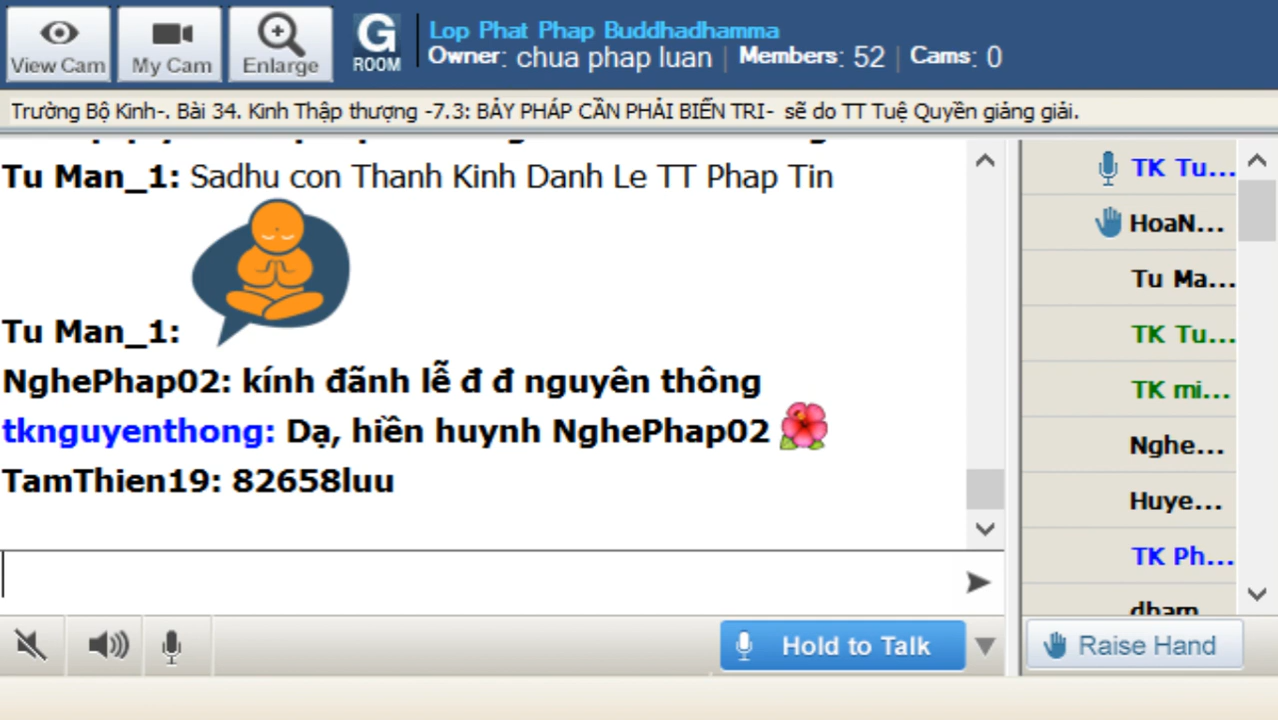 View Cam
My Cam
Enlarge
G
ROOM
Lop Phat Phap Buddhadhamma
Owner: chua phap luan | Members: 52 | Cams: 0
Trường Bộ Kinh-. Bài 34. Kinh Thập thượng -7.3: BẢY PHÁP CẦN PHẢI BIẾN TRI- sẽ do TT Tuệ Quyền giảng giải.
Tu Man_1: Sadhu con Thanh Kinh Danh Le TT Phap Tin
Tu Man_1:
NghePhap02: kính đãnh lễ đ đ nguyên thông
tknguyenthong: Dạ, hiền huynh NghePhap02
TamThien19: 82658luu
TK Tu...
HoaN...
Tu Ma...
TK Tu...
TK mi...
Nghe...
Huye...
TK Ph...
Hold to Talk
Raise Hand